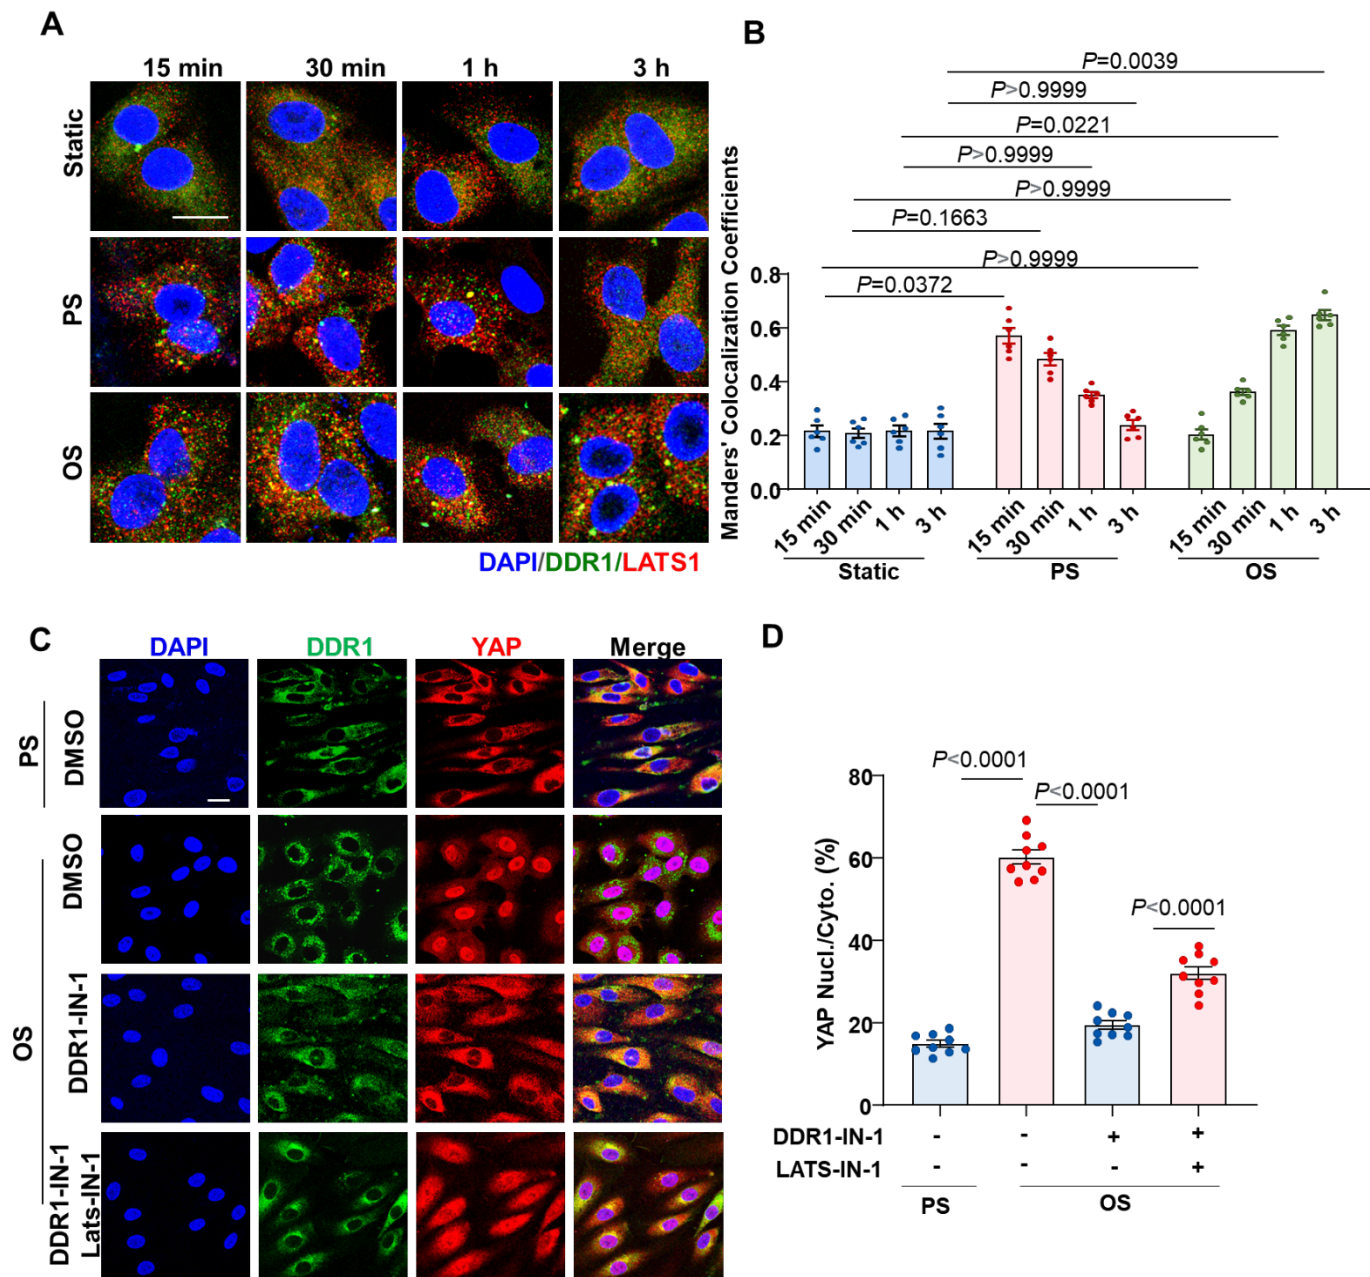 A
15 min
30 min
1 h
3 h
Static
PS
OS
DAPI/DDR1/LATS1
B
P=0.0039
P>0.9999
P=0.0221
P>0.9999
P>0.9999
P=0.1663
P>0.9999
P=0.0372
Manders' Colocalization Coefficients
0.8
0.6
0.4
0.2
0.0
15 min
30 min
1 h
3 h
15 min
30 min
1 h
3 h
15 min
30 min
1 h
3 h
Static
PS
OS
C
DAPI
DDR1
YAP
Merge
PS
DMSO
OS
DMSO
DDR1-IN-1
DDR1-IN-1
Lats-IN-1
D
P<0.0001
P<0.0001
P<0.0001
YAP Nucl./Cyto. (%)
80
60
40
20
0
DDR1-IN-1 - - + +
LATS-IN-1 - - - +
PS
OS